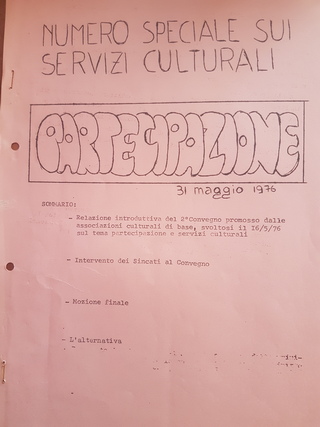 NUMERO SPECIALE SUI
SERVIZI CULTURALI
PARTECIPAZIONE
31 maggio 1976
SOMMARIO:
- Relazione introduttiva del 2°Convegno promosso dalle
associazioni culturali di base, svoltosi il 16/5/76
sul tema partecipazione e servizi culturali
- Intervento dei Sincati al Convegno
- Mozione finale
- L'alternativa